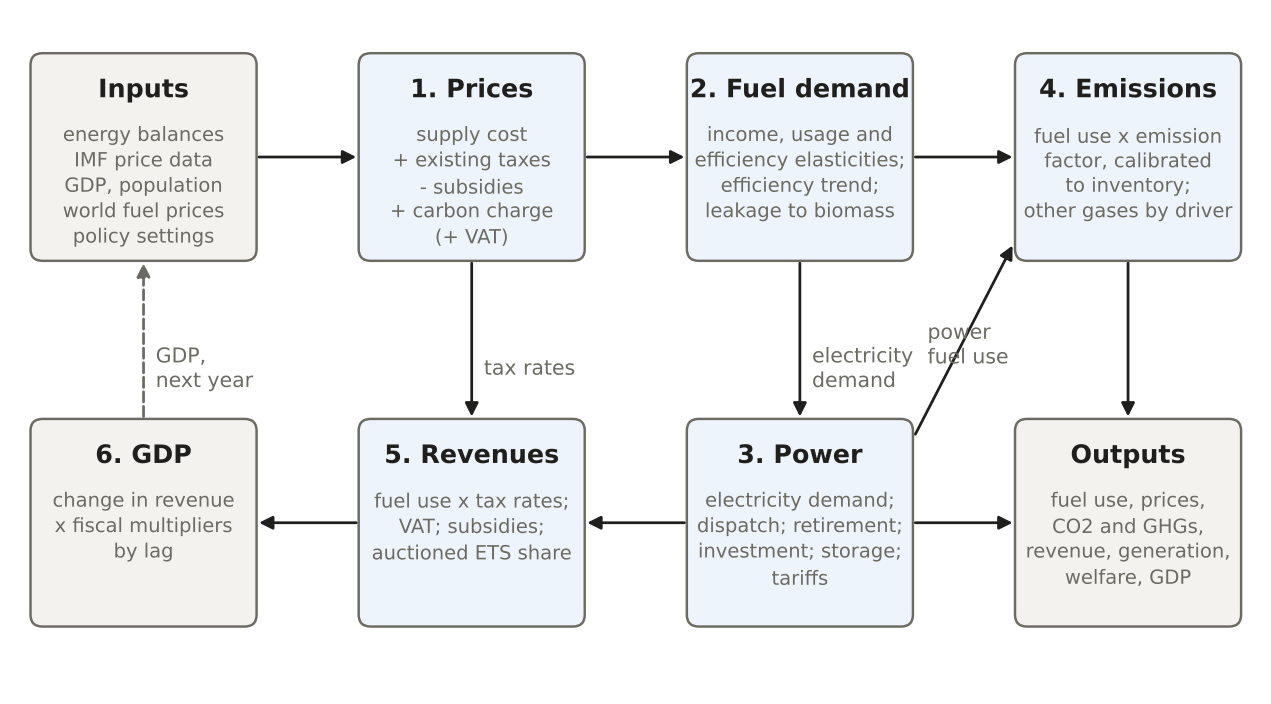 Inputs
energy balances
IMF price data
GDP, population
world fuel prices
policy settings
1. Prices
supply cost
+ existing taxes
- subsidies
+ carbon charge
(+ VAT)
2. Fuel demand
income, usage and
efficiency elasticities;
efficiency trend;
leakage to biomass
4. Emissions
fuel use x emission
factor, calibrated
to inventory;
other gases by driver
GDP,
next year
tax rates
electricity
demand
power
fuel use
6. GDP
change in revenue
x fiscal multipliers
by lag
5. Revenues
fuel use x tax rates;
VAT; subsidies;
auctioned ETS share
3. Power
electricity demand;
dispatch; retirement;
investment; storage;
tariffs
Outputs
fuel use, prices,
CO2 and GHGs,
revenue, generation,
welfare, GDP